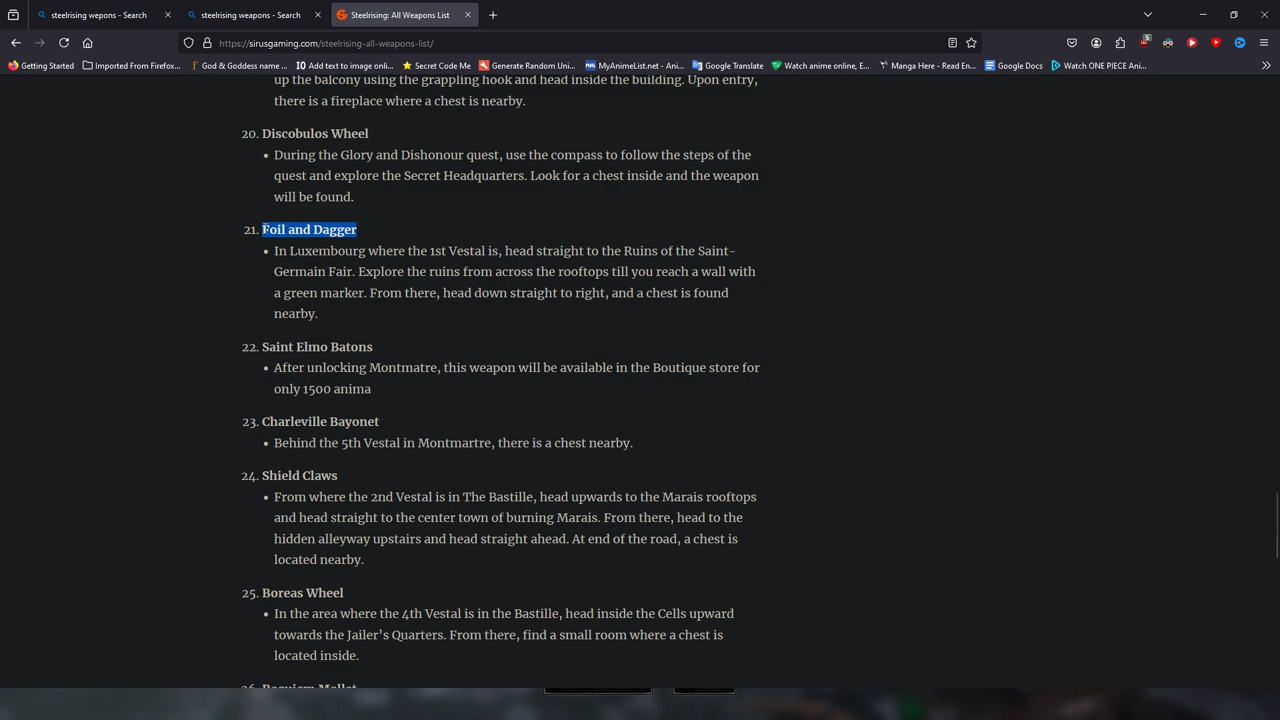 steelrising wepons - Search
steelrising weapons - Search
Steelrising: All Weapons List
https://sirusgaming.com/steelrising-all-weapons-list/
5
Getting Started
Imported From Firefox...
God & Goddess name ...
IO Add text to image onli...
Secret Code Me
Generate Random Uni...
MyAnimeList.net - Ani...
Google Translate
Watch anime online, E...
Manga Here - Read En...
Google Docs
Watch ONE PIECE Ani...
up the balcony using the grappling hook and head inside the building. Upon entry,
there is a fireplace where a chest is nearby.
20. Discobulos Wheel
• During the Glory and Dishonour quest, use the compass to follow the steps of the
quest and explore the Secret Headquarters. Look for a chest inside and the weapon
will be found.
21. Foil and Dagger
• In Luxembourg where the 1st Vestal is, head straight to the Ruins of the Saint-
Germain Fair. Explore the ruins from across the rooftops till you reach a wall with
a green marker. From there, head down straight to right, and a chest is found
nearby.
22. Saint Elmo Batons
• After unlocking Montmatre, this weapon will be available in the Boutique store for
only 1500 anima
23. Charleville Bayonet
• Behind the 5th Vestal in Montmartre, there is a chest nearby.
24. Shield Claws
• From where the 2nd Vestal is in The Bastille, head upwards to the Marais rooftops
and head straight to the center town of burning Marais. From there, head to the
hidden alleyway upstairs and head straight ahead. At end of the road, a chest is
located nearby.
25. Boreas Wheel
• In the area where the 4th Vestal is in the Bastille, head inside the Cells upward
towards the Jailer's Quarters. From there, find a small room where a chest is
located inside.
26. Requiem Mallet